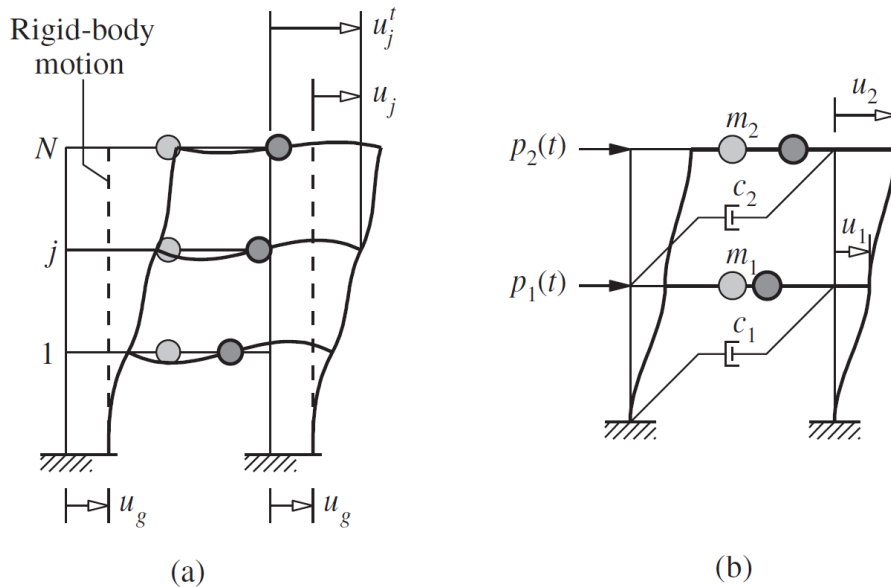 Rigid-body
motion
u_j^t
u_j
N
j
1
u_g
u_g
(a)
u_2
m_2
p_2(t)
c_2
u_1
m_1
p_1(t)
c_1
(b)